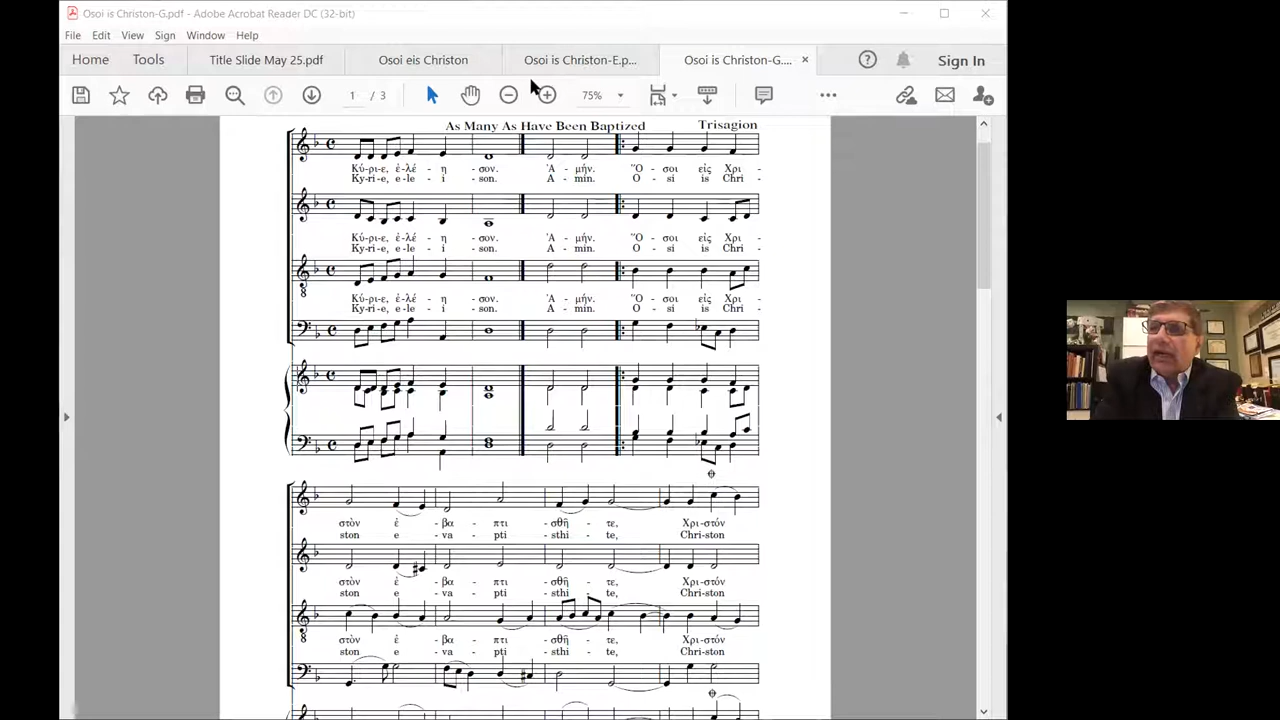 Osoi is Christon-G.pdf - Adobe Acrobat Reader DC (32-bit)
File Edit View Sign Window Help
Home Tools Title Slide May 25.pdf Osoi eis Christon Osoi is Christon-E.p... Osoi is Christon-G.... × Sign In
1 / 3 75%
As Many As Have Been Baptized Trisagion
Κύ-ρι-ε, ἐ-λέ - η - σον. Ἀ - μήν. Ὅ - σοι εἰς Χρι -
Ky-ri-e, e-le - i - son. A - min. O - si is Chri -
Κύ-ρι-ε, ἐ-λέ - η - σον. Ἀ - μήν. Ὅ - σοι εἰς Χρι -
Ky-ri-e, e-le - i - son. A - min. O - si is Chri -
8
Κύ-ρι-ε, ἐ-λέ - η - σον. Ἀ - μήν. Ὅ - σοι εἰς Χρι -
Ky-ri-e, e-le - i - son. A - min. O - si is Chri -
στὸν ἐ - βα - πτι - σθῆ - τε, Χρι-στόν
ston e - va - pti - sthi - te, Chri-ston
στὸν ἐ - βα - πτι - σθῆ - τε, Χρι-στόν
ston e - va - pti - sthi - te, Chri-ston
8
στὸν ἐ - βα - πτι - σθῆ - τε, Χρι-στόν
ston e - va - pti - sthi - te, Chri-ston